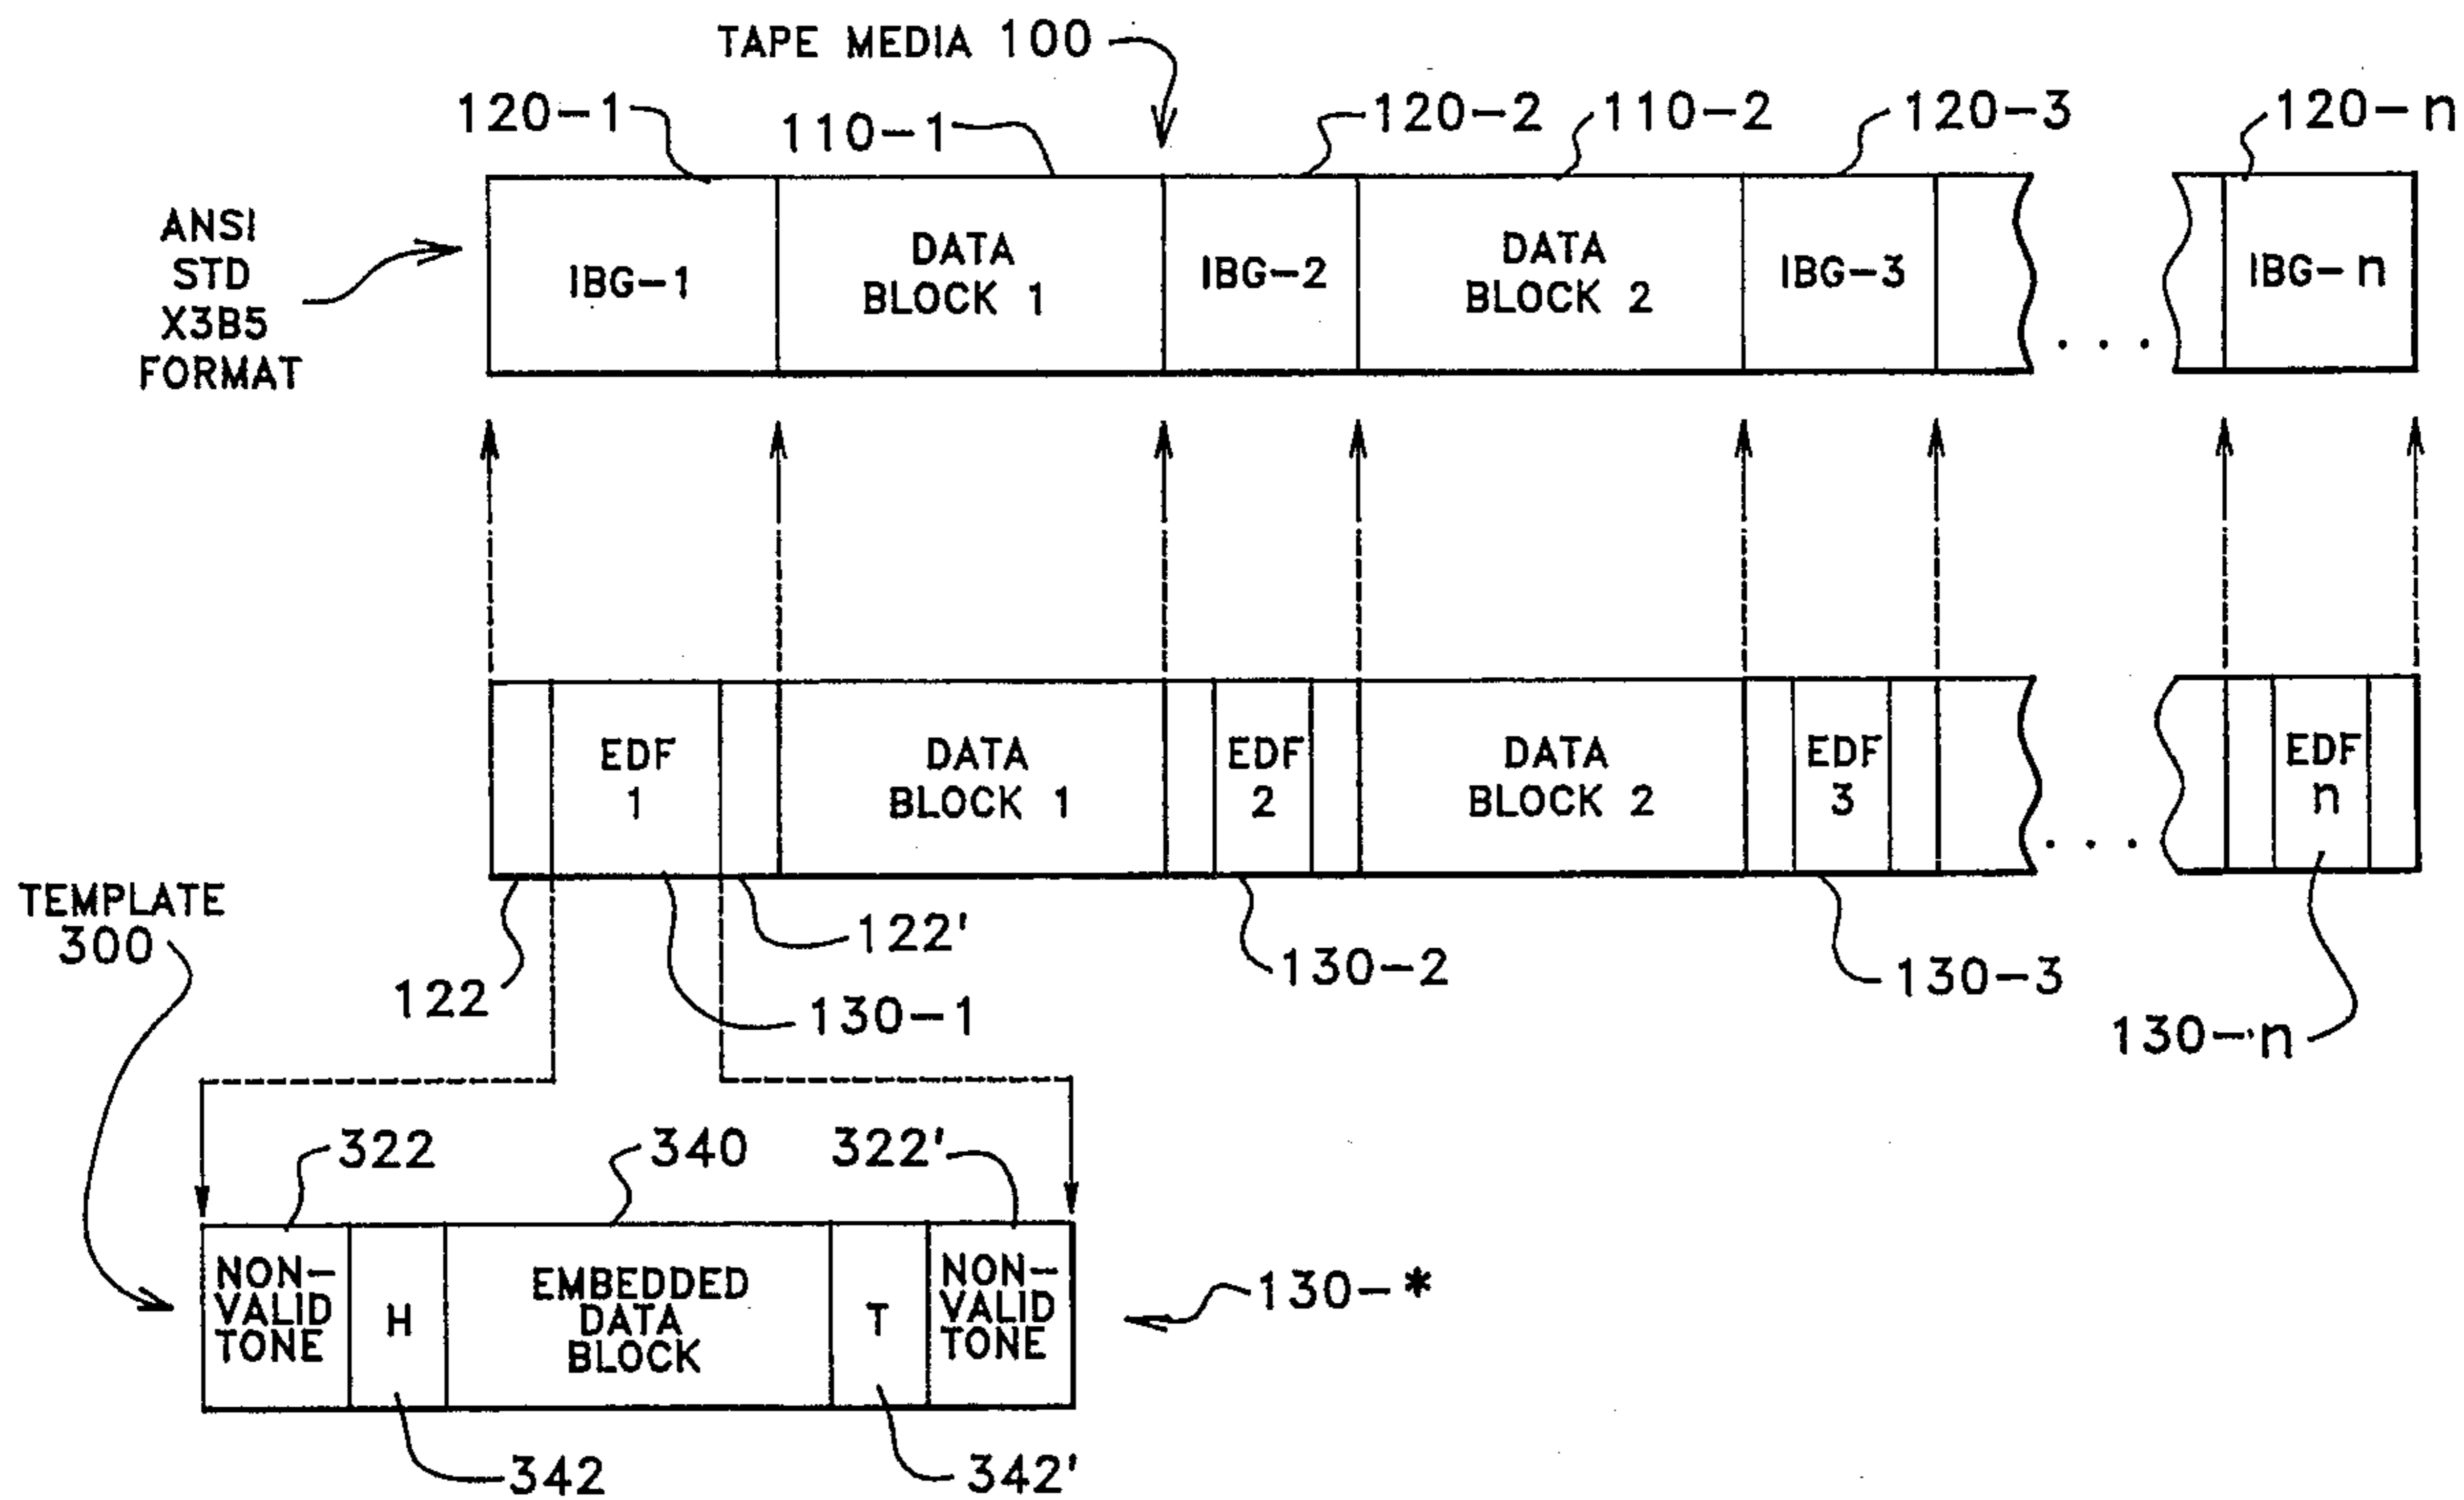 TAPE MEDIA 100
120-1
110-1
120-2
110-2
120-3
120-n
ANSI
STD
X3B5
FORMAT
IBG-1
DATA
BLOCK 1
IBG-2
DATA
BLOCK 2
IBG-3
. . .
IBG-n
EDF
1
DATA
BLOCK 1
EDF
2
DATA
BLOCK 2
EDF
3
. . .
EDF
n
TEMPLATE
300
122
122'
130-1
130-2
130-3
130-n
322
340
322'
NON-
VALID
TONE
H
EMBEDDED
DATA
BLOCK
T
NON-
VALID
TONE
130-*
342
342'